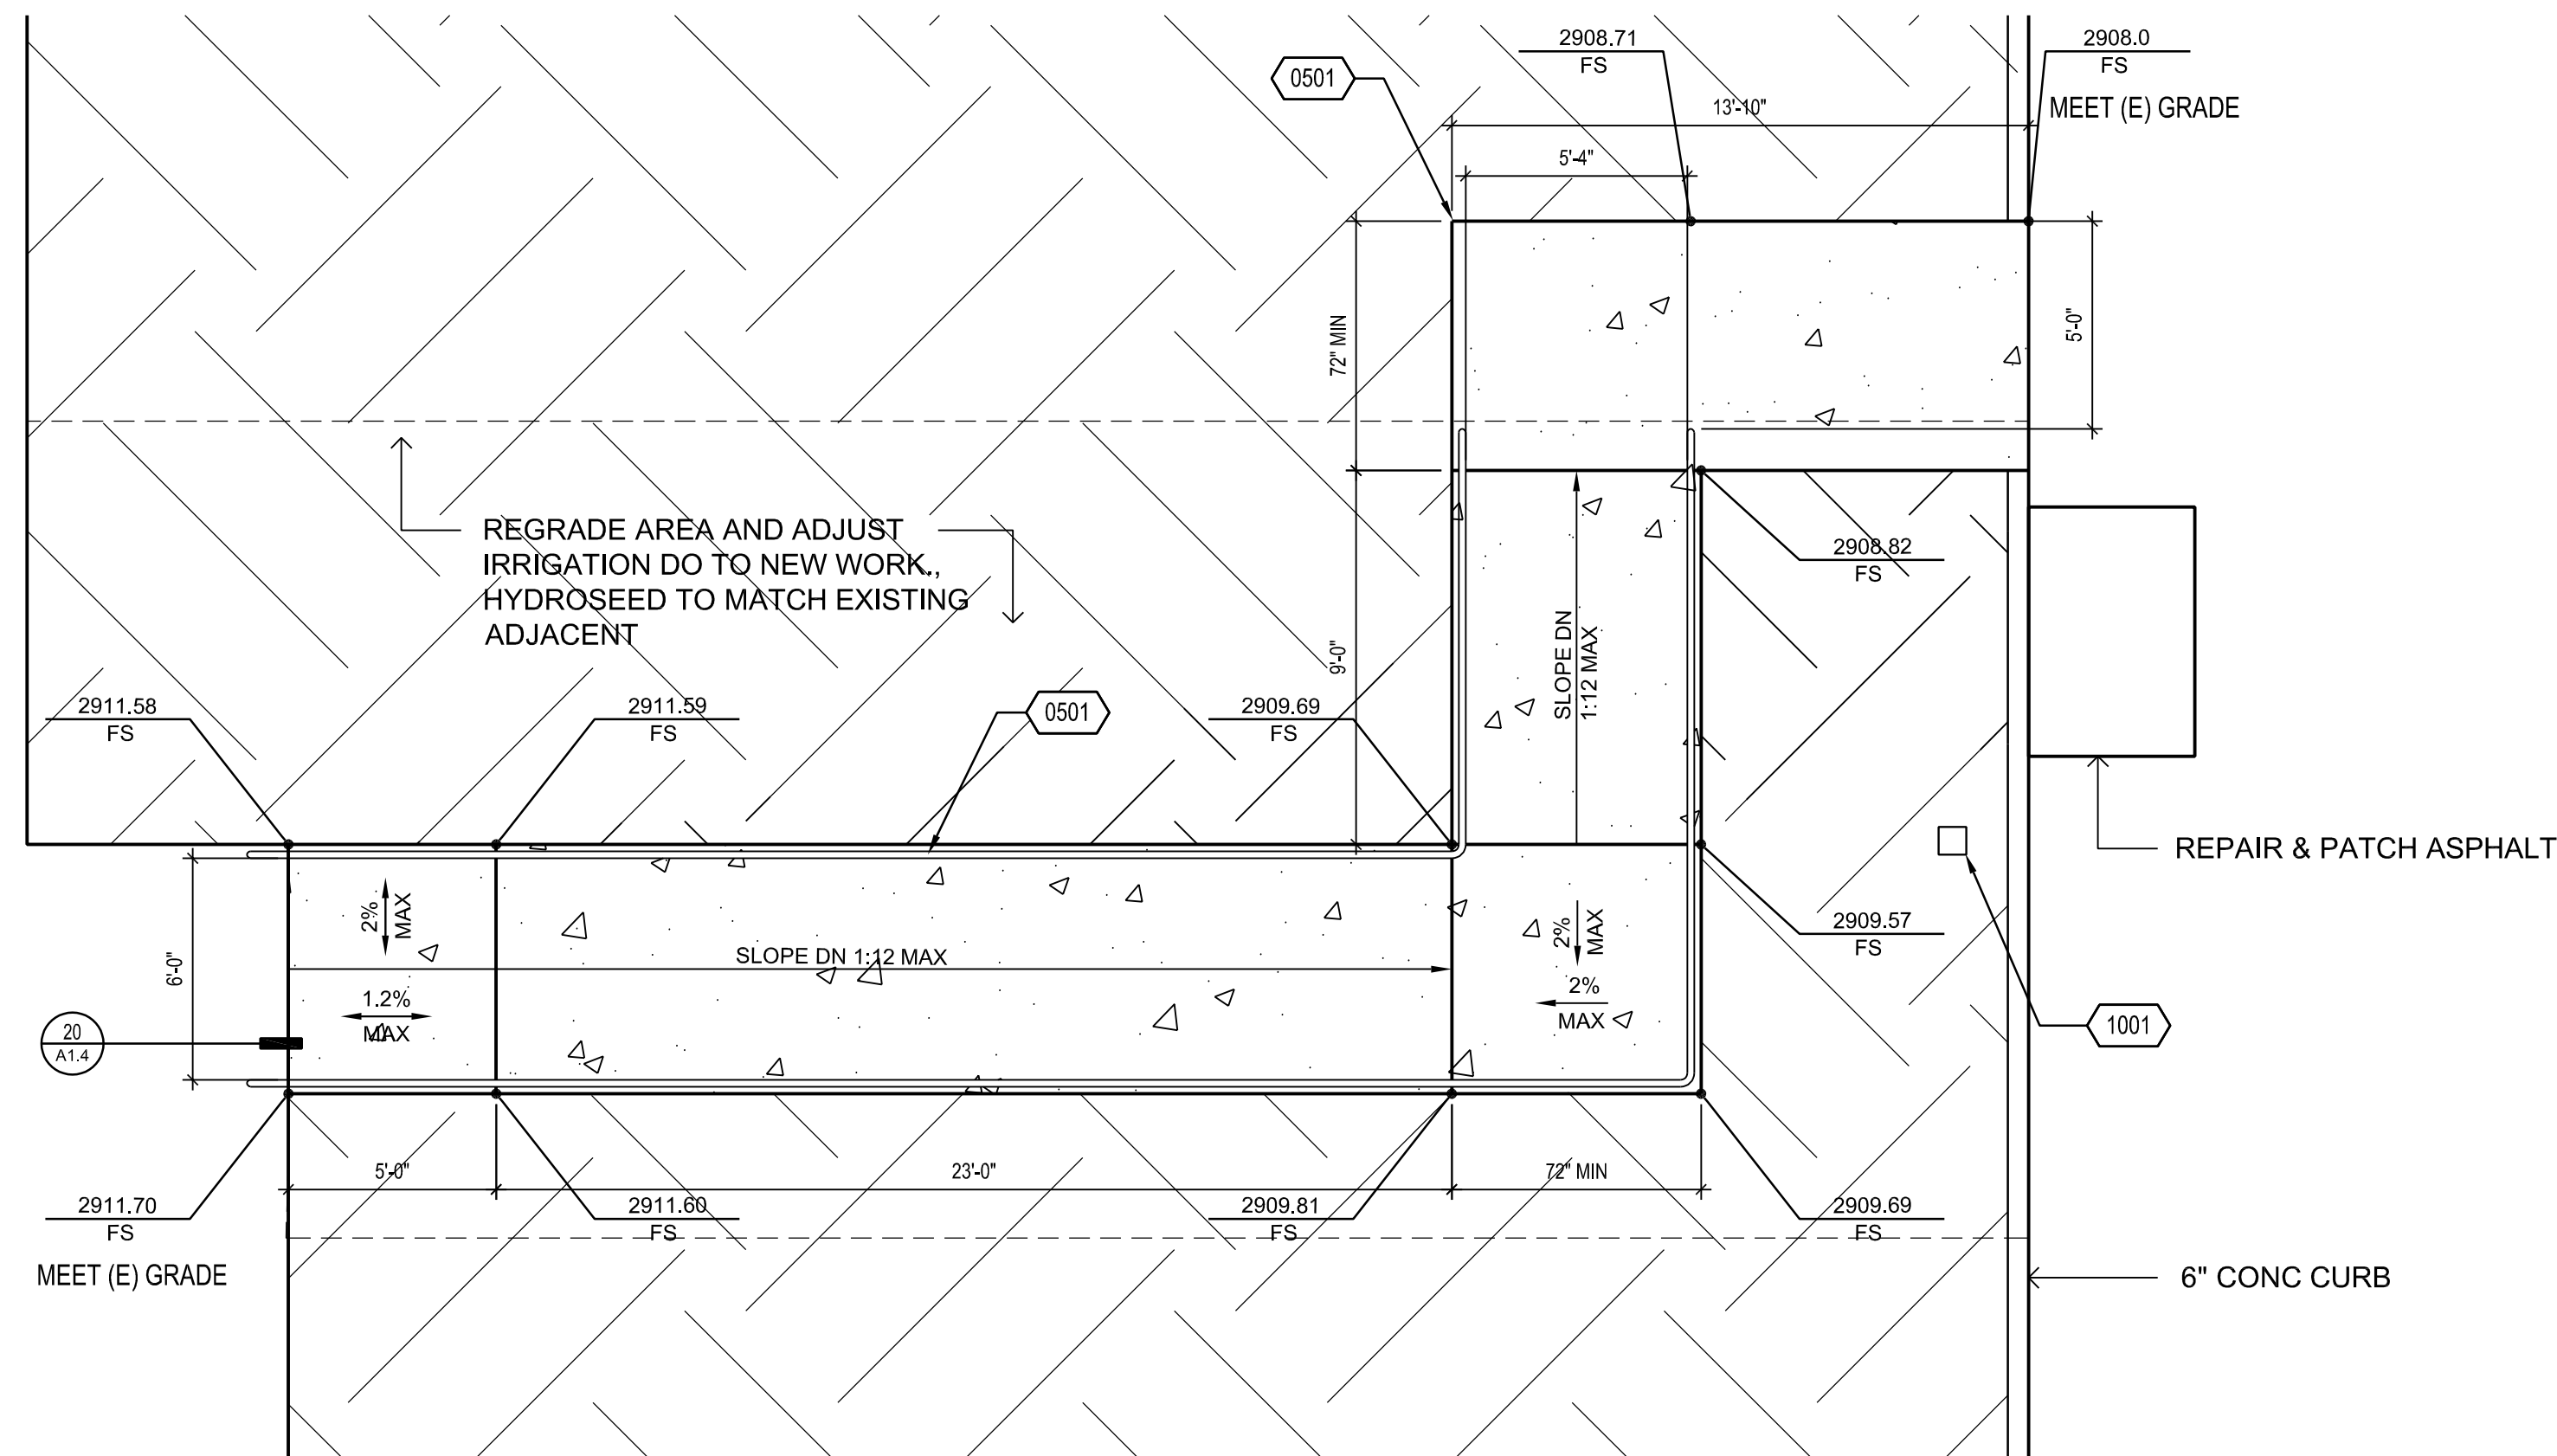 2908.71
FS
2908.0
FS
MEET (E) GRADE
0501
13'-10"
5'-4"
72" MIN
5'-0"
REGRADE AREA AND ADJUST
IRRIGATION DO TO NEW WORK.,
HYDROSEED TO MATCH EXISTING
ADJACENT
2908.82
FS
SLOPE DN
1:12 MAX
9'-0"
2911.58
FS
2911.59
FS
0501
2909.69
FS
REPAIR & PATCH ASPHALT
2%
MAX
6'-0"
SLOPE DN 1:12 MAX
2%
MAX
2909.57
FS
1.2%
MAX
2%
MAX
20
A1.4
1001
5'-0"
23'-0"
72" MIN
2911.70
FS
MEET (E) GRADE
2911.60
FS
2909.81
FS
2909.69
FS
6" CONC CURB